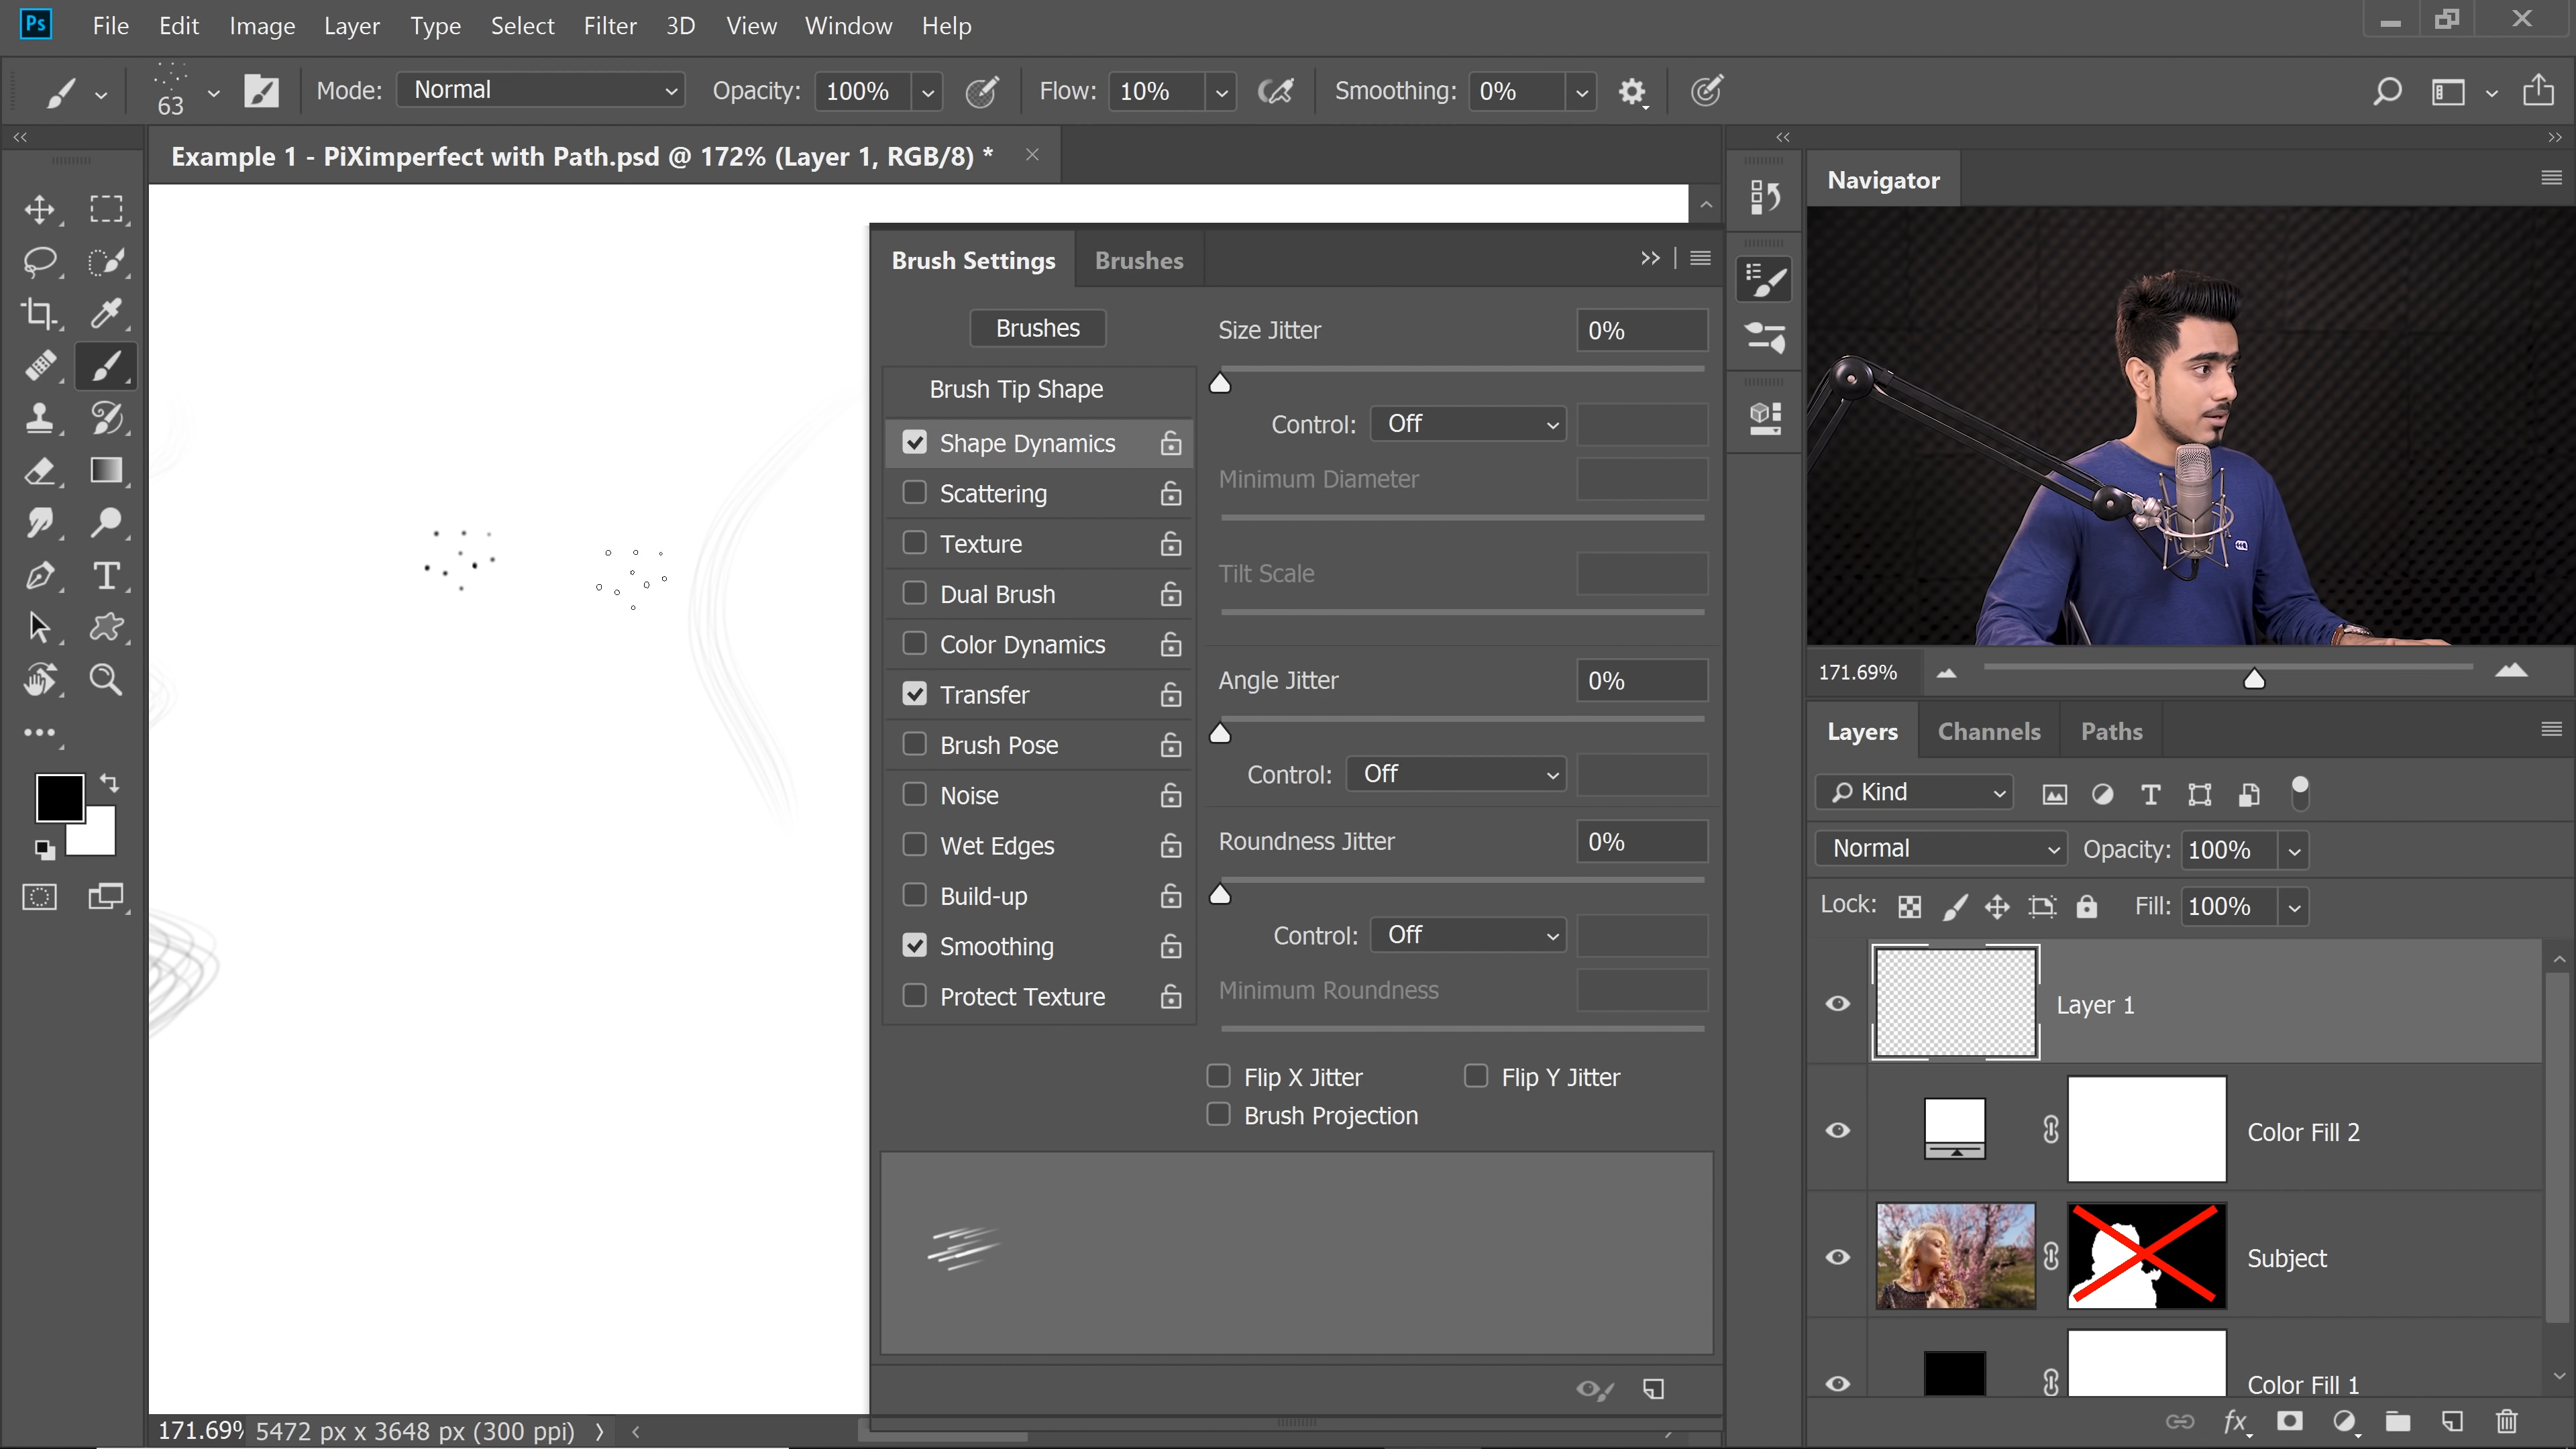 Ps File Edit Image Layer Type Select Filter 3D View Window Help
63 Mode: Normal Opacity: 100% Flow: 10% Smoothing: 0%
Example 1 - PiXimperfect with Path.psd @ 172% (Layer 1, RGB/8) *
Brush Settings Brushes
Brushes
Brush Tip Shape
Shape Dynamics
Scattering
Texture
Dual Brush
Color Dynamics
Transfer
Brush Pose
Noise
Wet Edges
Build-up
Smoothing
Protect Texture
Size Jitter 0%
Control: Off
Minimum Diameter
Tilt Scale
Angle Jitter 0%
Control: Off
Roundness Jitter 0%
Control: Off
Minimum Roundness
Flip X Jitter Flip Y Jitter
Brush Projection
Navigator
171.69%
Layers Channels Paths
Kind
Normal Opacity: 100%
Lock: Fill: 100%
Layer 1
Color Fill 2
Subject
Color Fill 1
fx
171.69% 5472 px x 3648 px (300 ppi)